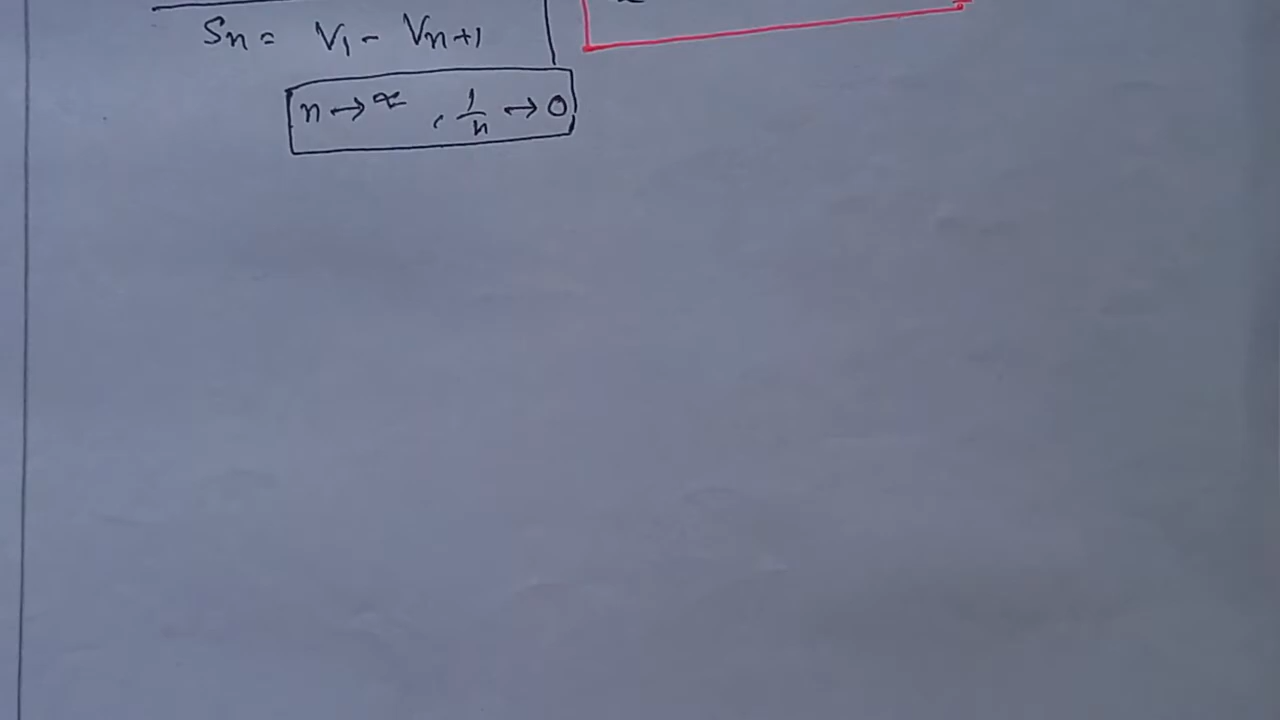 Sn = V₁ - Vn+1
n → ∞ , 1/n → 0